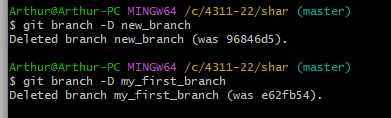 Arthur@Arthur-PC MINGW64 /c/4311-22/shar (master)
$ git branch -D new_branch
Deleted branch new_branch (was 96846d5).
Arthur@Arthur-PC MINGW64 /c/4311-22/shar (master)
$ git branch -D my_first_branch
Deleted branch my_first_branch (was e62fb54).